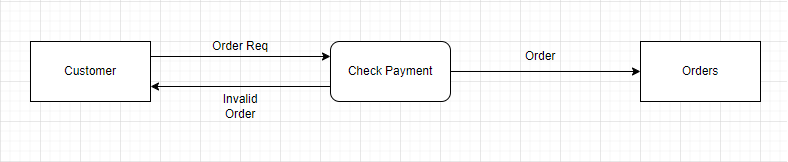 Order Req
Order
Customer
Check Payment
Orders
Invalid
Order